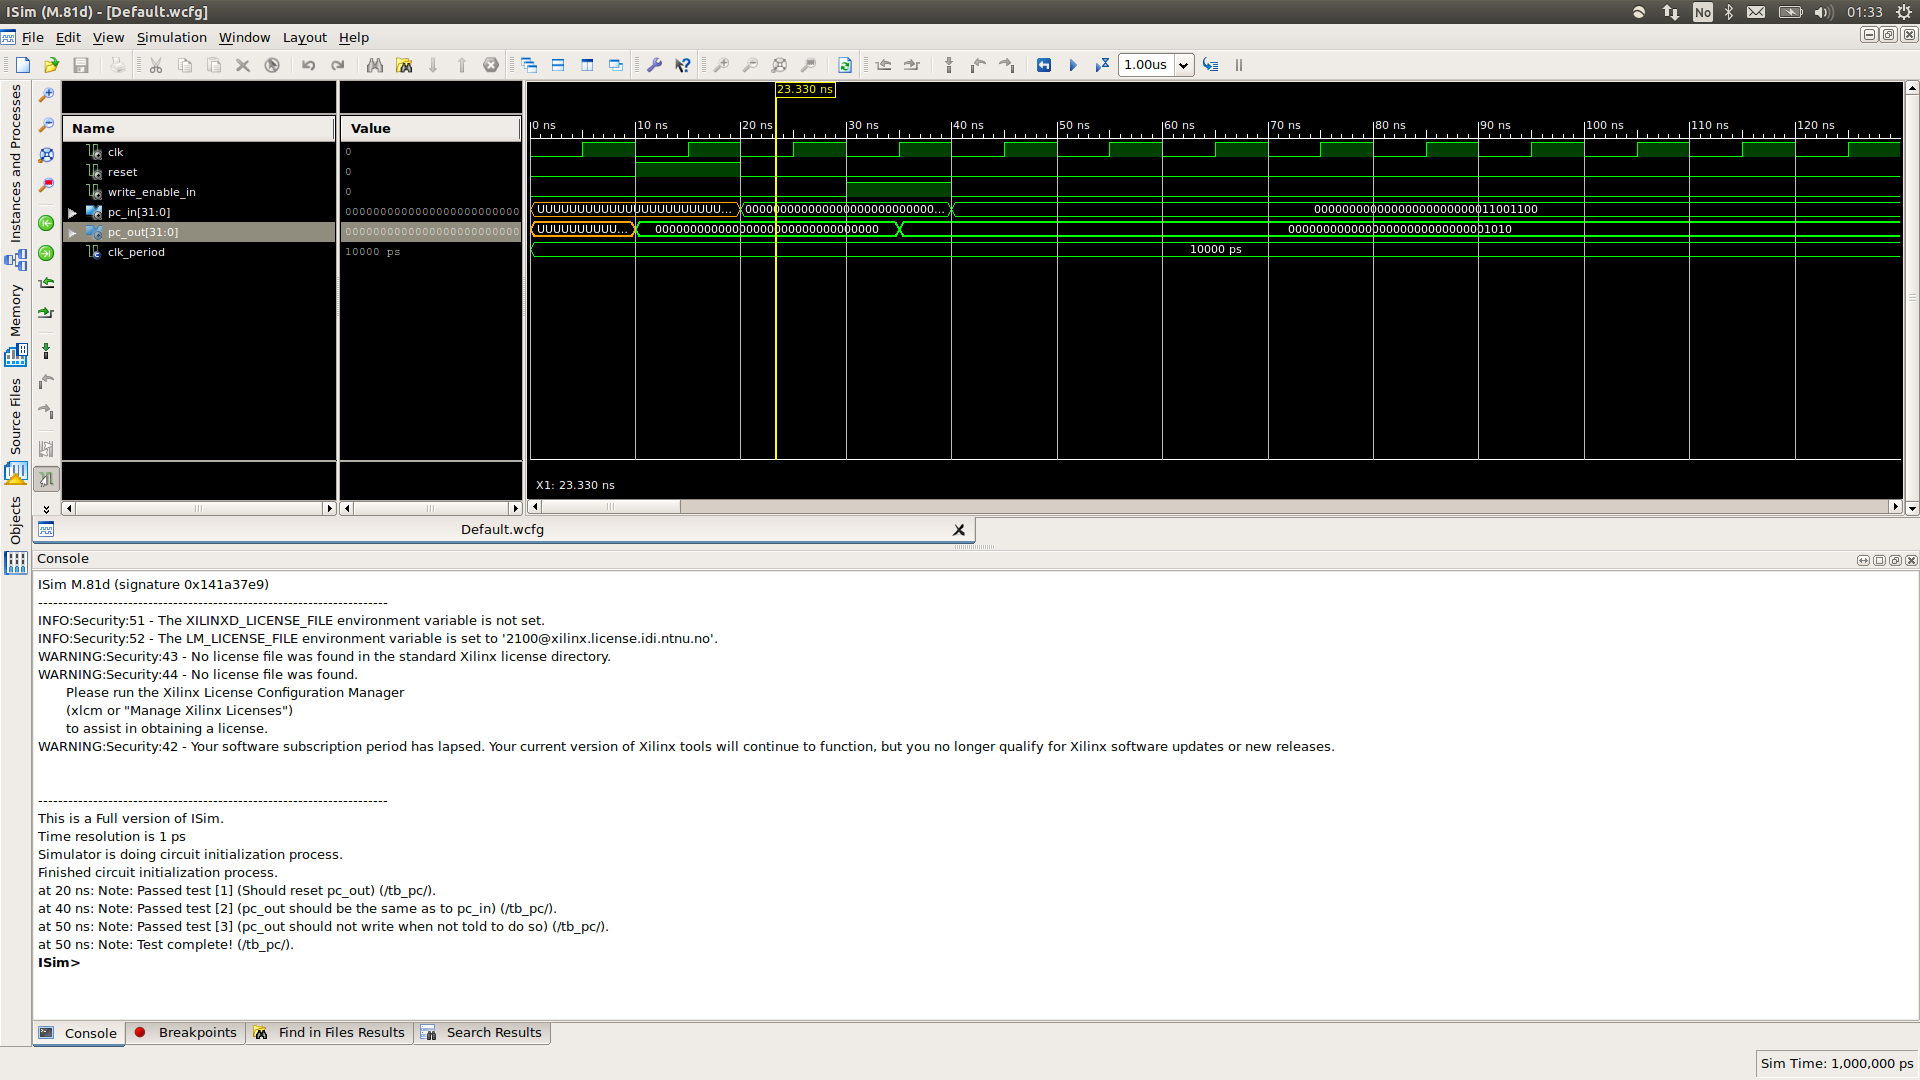 ISim (M.81d) - [Default.wcfg]
No
01:33
File Edit View Simulation Window Layout Help
1.00us
Instances and Processes
Memory
Source Files
Objects
23.330 ns
Name Value
0 ns 10 ns 20 ns 30 ns 40 ns 50 ns 60 ns 70 ns 80 ns 90 ns 100 ns 110 ns 120 ns
clk 0
reset 0
write_enable_in 0
pc_in[31:0]
00000000000000000000000011001100
pc_out[31:0]
UUUUUUUUUU... 00000000000000000000000000000000 00000000000000000000000000001010
clk_period 10000 ps 10000 ps
X1: 23.330 ns
Default.wcfg
Console
ISim M.81d (signature 0x141a37e9)
----------------------------------------------------------------------
INFO:Security:51 - The XILINXD_LICENSE_FILE environment variable is not set.
INFO:Security:52 - The LM_LICENSE_FILE environment variable is set to '2100@xilinx.license.idi.ntnu.no'.
WARNING:Security:43 - No license file was found in the standard Xilinx license directory.
WARNING:Security:44 - No license file was found.
Please run the Xilinx License Configuration Manager
(xlcm or "Manage Xilinx Licenses")
to assist in obtaining a license.
WARNING:Security:42 - Your software subscription period has lapsed. Your current version of Xilinx tools will continue to function, but you no longer qualify for Xilinx software updates or new releases.
----------------------------------------------------------------------
This is a Full version of ISim.
Time resolution is 1 ps
Simulator is doing circuit initialization process.
Finished circuit initialization process.
at 20 ns: Note: Passed test [1] (Should reset pc_out) (/tb_pc/).
at 40 ns: Note: Passed test [2] (pc_out should be the same as to pc_in) (/tb_pc/).
at 50 ns: Note: Passed test [3] (pc_out should not write when not told to do so) (/tb_pc/).
at 50 ns: Note: Test complete! (/tb_pc/).
ISim>
Console Breakpoints Find in Files Results Search Results
Sim Time: 1,000,000 ps